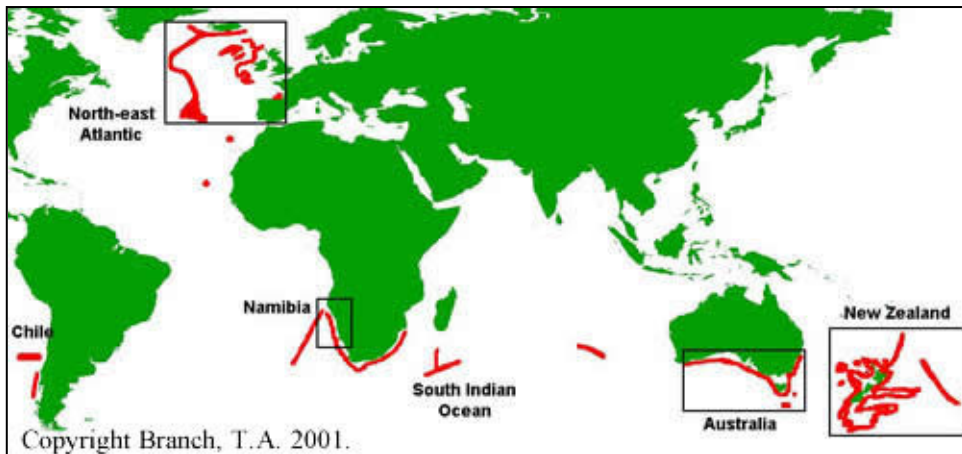 North-east
Atlantic
Namibia
New Zealand
Chile
South Indian
Ocean
Australia
Copyright Branch, T.A. 2001.